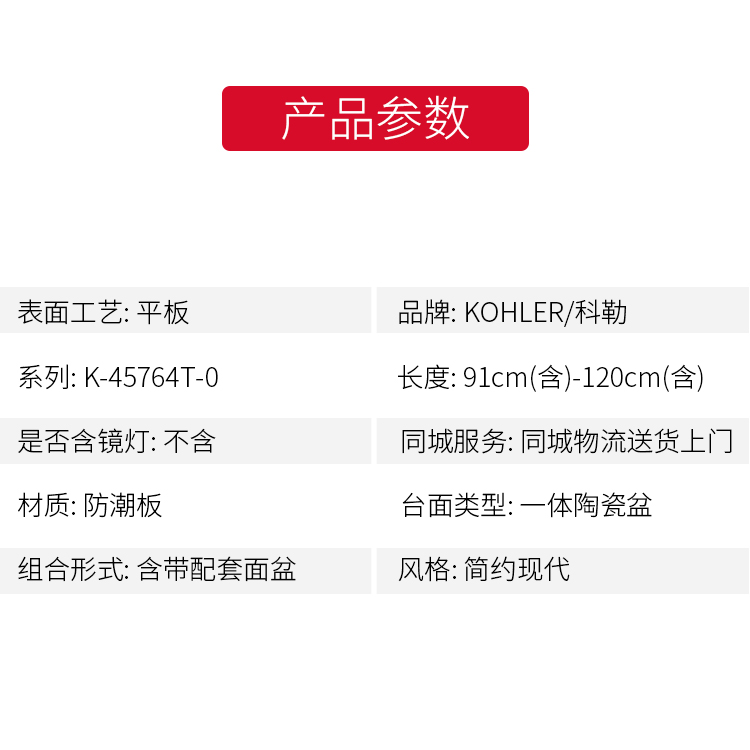 产品参数
表面工艺: 平板
品牌: KOHLER/科勒
系列: K-45764T-0
长度: 91cm(含)-120cm(含)
是否含镜灯: 不含
同城服务: 同城物流送货上门
材质: 防潮板
台面类型: 一体陶瓷盆
组合形式: 含带配套面盆
风格: 简约现代